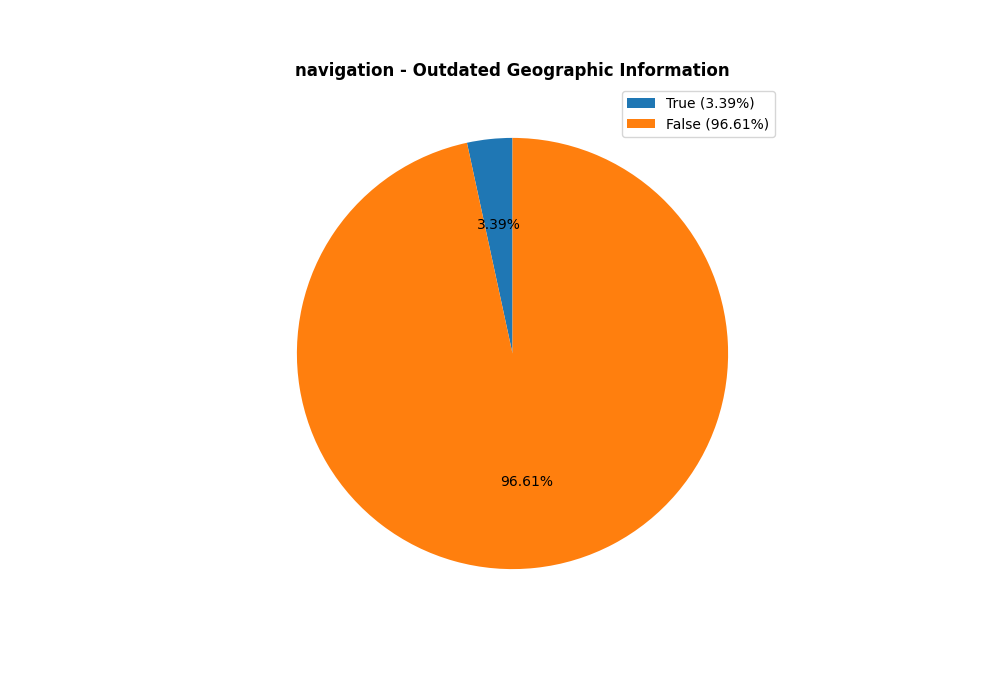 navigation - Outdated Geographic Information
True (3.39%)
False (96.61%)
3.39%
96.61%